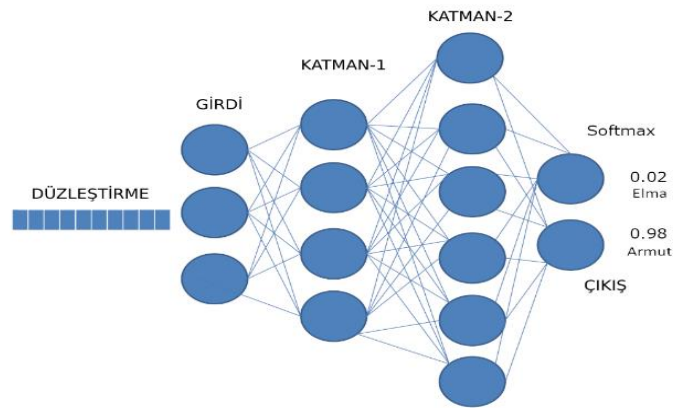 KATMAN-2
KATMAN-1
GİRDİ
Softmax
DÜZLEŞTİRME
0.02
Elma
0.98
Armut
ÇIKIŞ